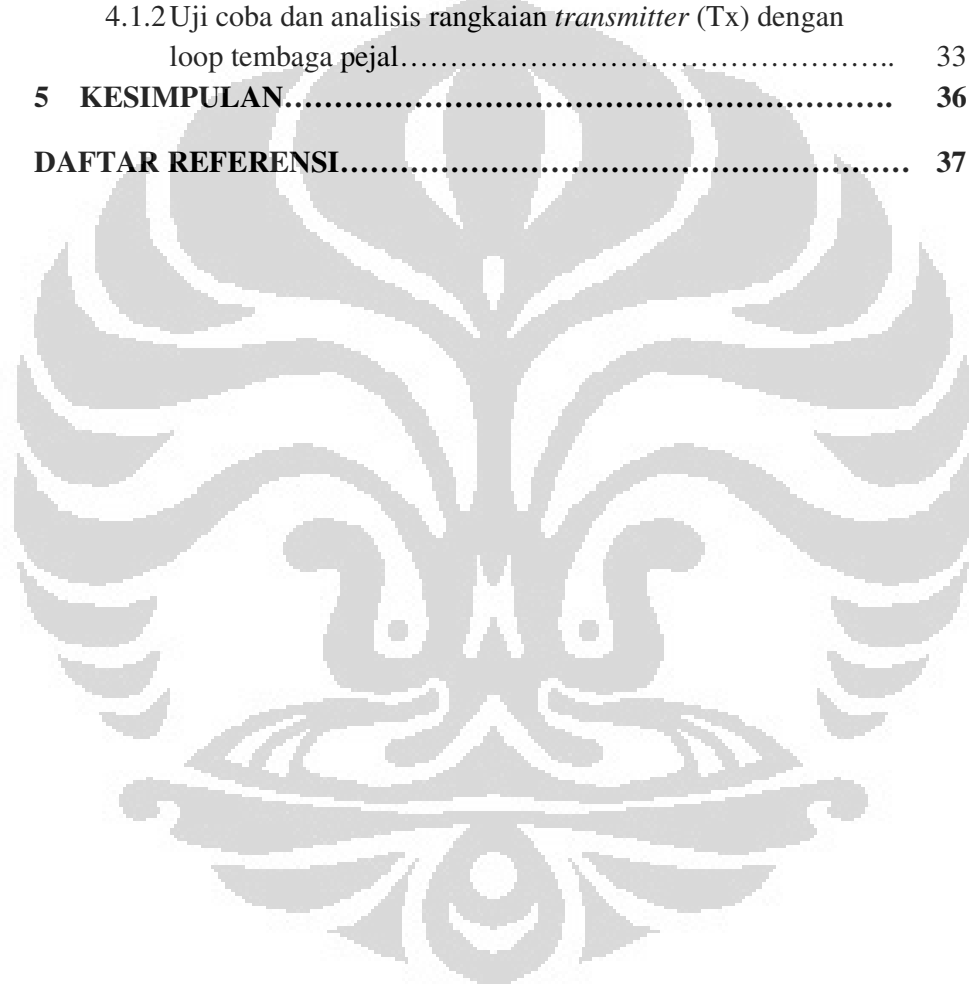 4.1.2 Uji coba dan analisis rangkaian transmitter (Tx) dengan
loop tembaga pejal………………………………………….. 33
5 KESIMPULAN……………………………………………………. 36
DAFTAR REFERENSI………………………………………………… 37